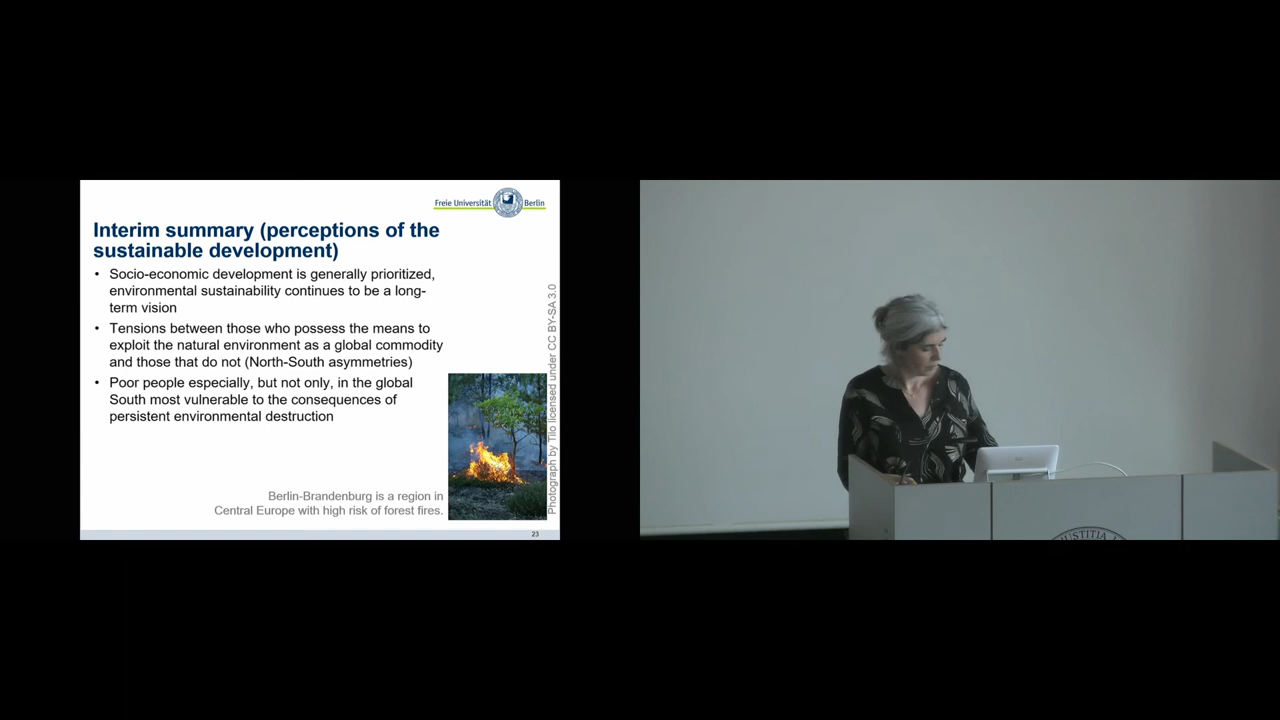 Freie Universität Berlin
Interim summary (perceptions of the
sustainable development)
• Socio-economic development is generally prioritized,
environmental sustainability continues to be a long-
term vision
• Tensions between those who possess the means to
exploit the natural environment as a global commodity
and those that do not (North-South asymmetries)
• Poor people especially, but not only, in the global
South most vulnerable to the consequences of
persistent environmental destruction
Photograph by Tilo licensed under CC BY-SA 3.0
Berlin-Brandenburg is a region in
Central Europe with high risk of forest fires.
23
IUSTITIA